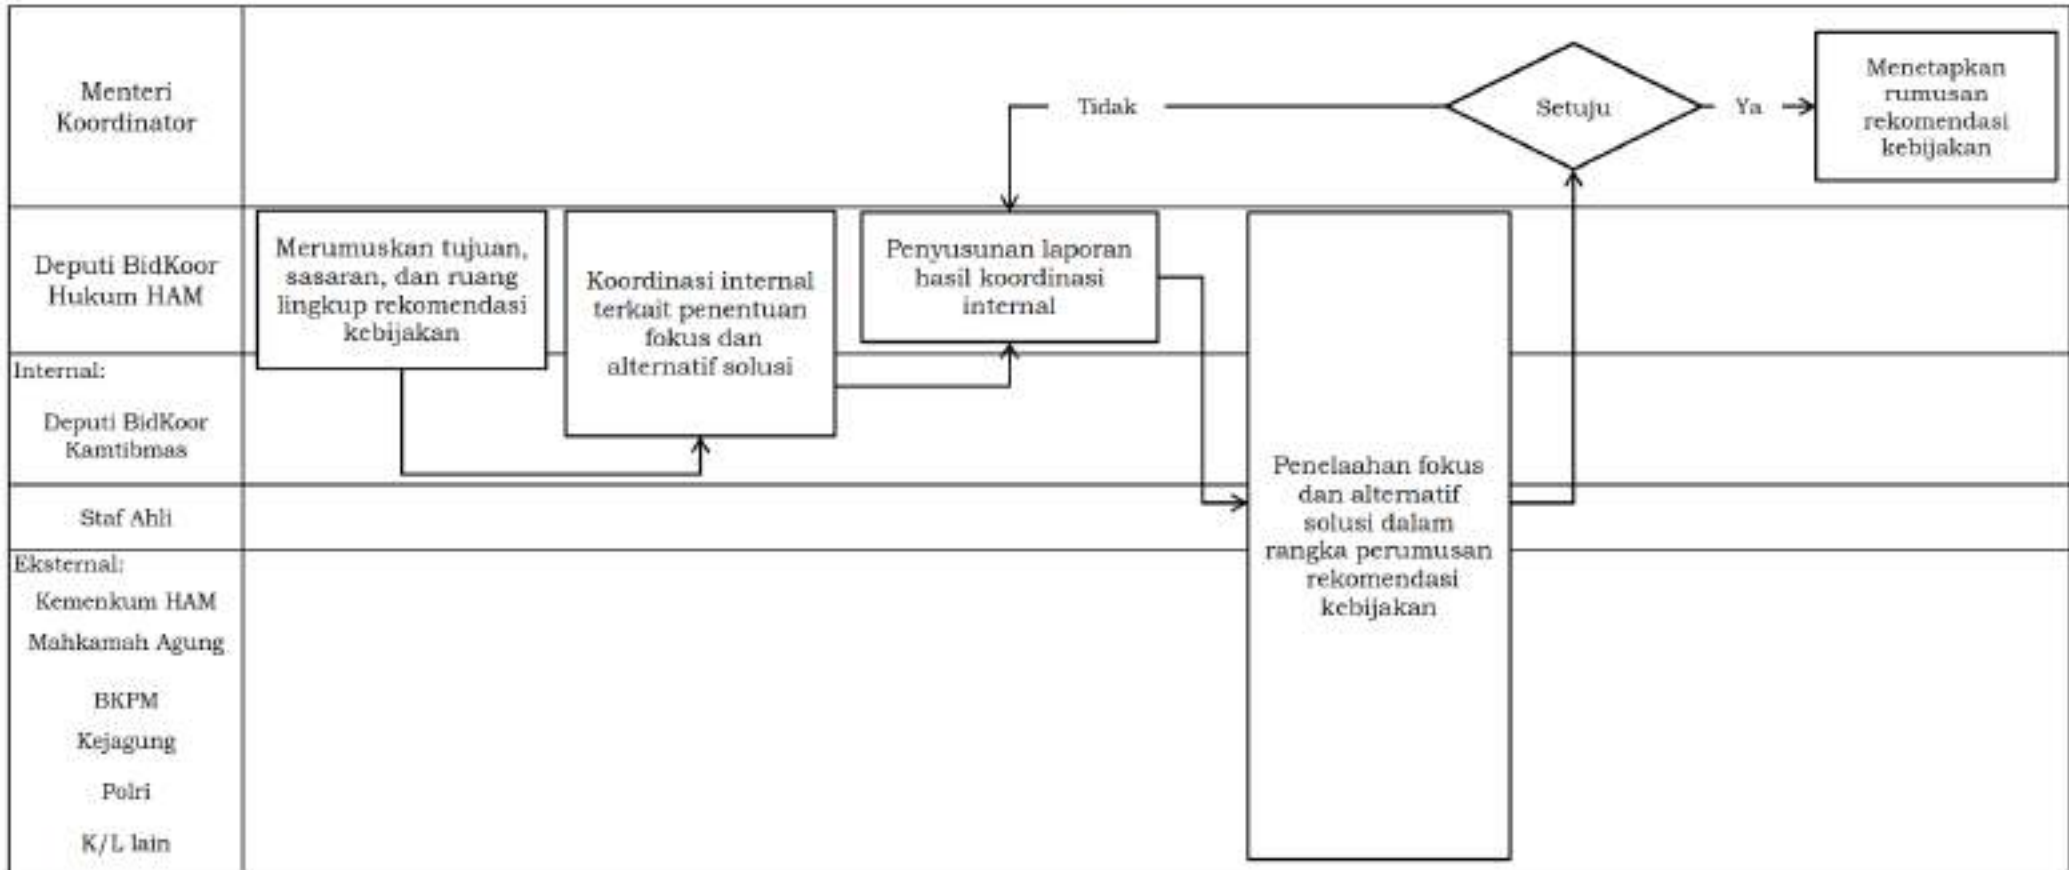 Menteri
Koordinator
Tidak
Setuju
Ya
Menetapkan
rumusan
rekomendasi
kebijakan
Deputi BidKoor
Hukum HAM
Merumuskan tujuan,
sasaran, dan ruang
lingkup rekomendasi
kebijakan
Koordinasi internal
terkait penentuan
fokus dan
alternatif solusi
Penyusunan laporan
hasil koordinasi
internal
Internal:
Deputi BidKoor
Kamtibmas
Penelaahan fokus
dan alternatif
solusi dalam
rangka perumusan
rekomendasi
kebijakan
Staf Ahli
Eksternal:
Kemenkum HAM
Mahkamah Agung
BKPM
Kejagung
Polri
K/L lain